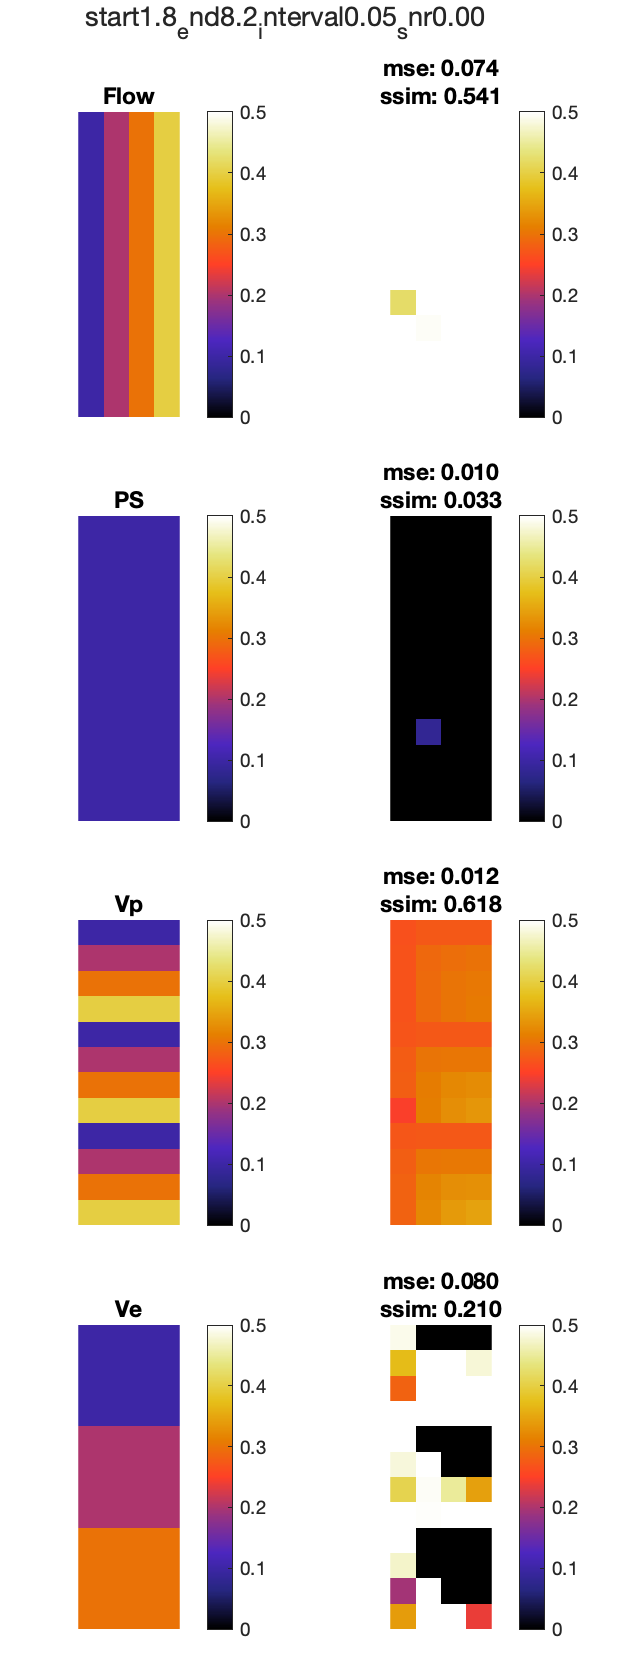 start1.8_end8.2_interval0.05_snr0.00
mse: 0.074
Flow ssim: 0.541
0.5 0.5
0.4 0.4
0.3 0.3
0.2 0.2
0.1 0.1
0 0
mse: 0.010
PS ssim: 0.033
0.5 0.5
0.4 0.4
0.3 0.3
0.2 0.2
0.1 0.1
0 0
mse: 0.012
Vp ssim: 0.618
0.5 0.5
0.4 0.4
0.3 0.3
0.2 0.2
0.1 0.1
0 0
mse: 0.080
Ve ssim: 0.210
0.5 0.5
0.4 0.4
0.3 0.3
0.2 0.2
0.1 0.1
0 0